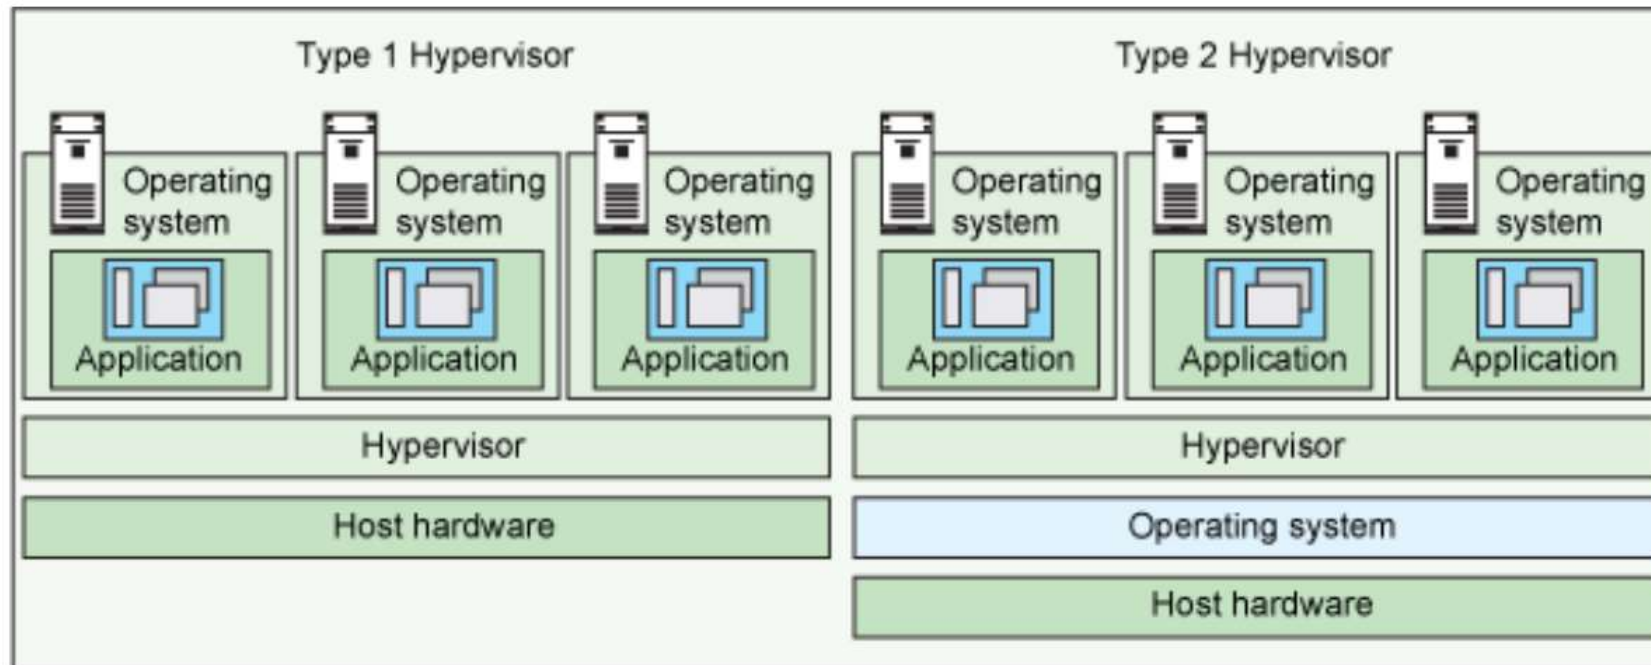 Type 1 Hypervisor
Operating
system
Application
Operating
system
Application
Operating
system
Application
Hypervisor
Host hardware
Type 2 Hypervisor
Operating
system
Application
Operating
system
Application
Operating
system
Application
Hypervisor
Operating system
Host hardware